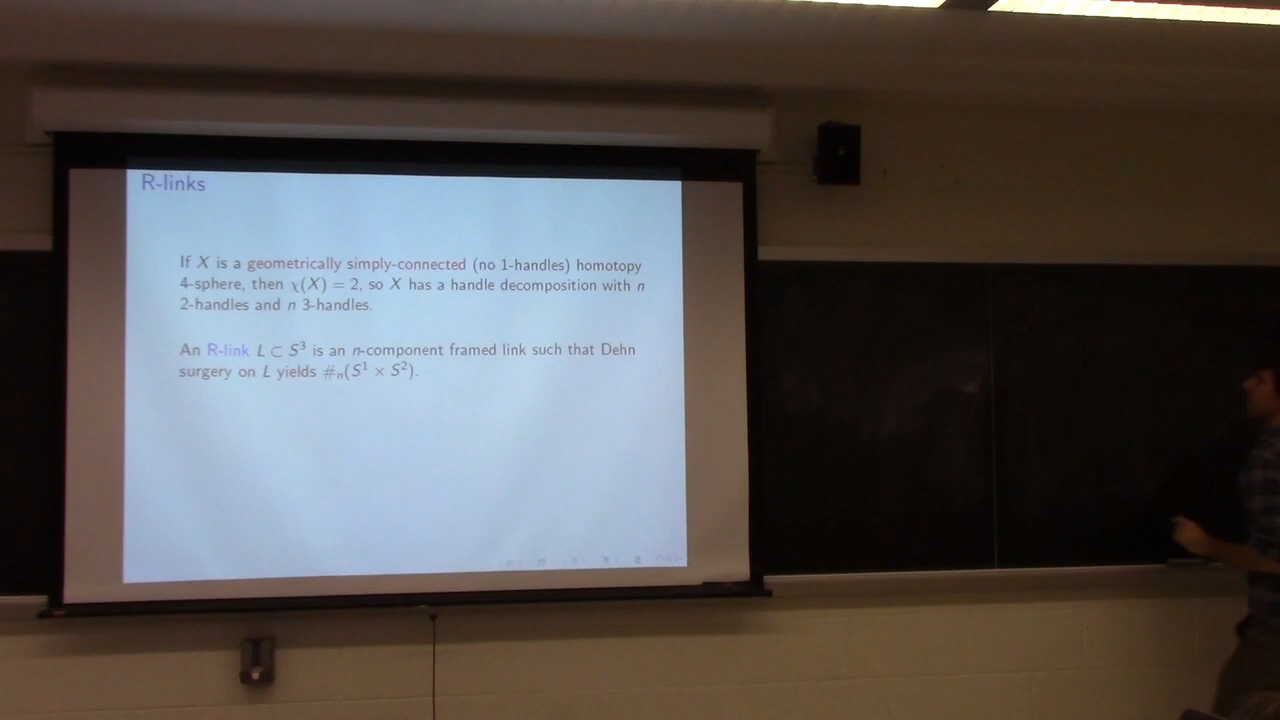 R-links
If X is a geometrically simply-connected (no 1-handles) homotopy
4-sphere, then χ(X) = 2, so X has a handle decomposition with n
2-handles and n 3-handles.
An R-link L ⊂ S³ is an n-component framed link such that Dehn
surgery on L yields #ₙ(S¹ × S²).